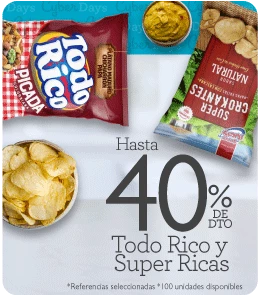 Days
Todo
Rico
PICADA
NATURAL
SUPER
CROKANTES
Hasta
40%
DE
DTO
Todo Rico y
Super Ricas
*Referencias seleccionadas *100 unidades disponibles